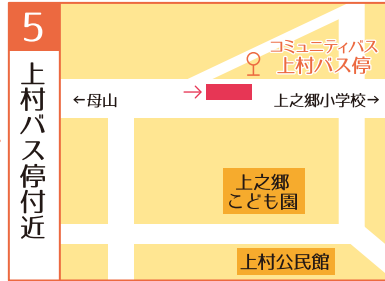 5
上村バス停付近
コミュニティバス
上村バス停
←母山
上之郷小学校→
上之郷
こども園
上村公民館